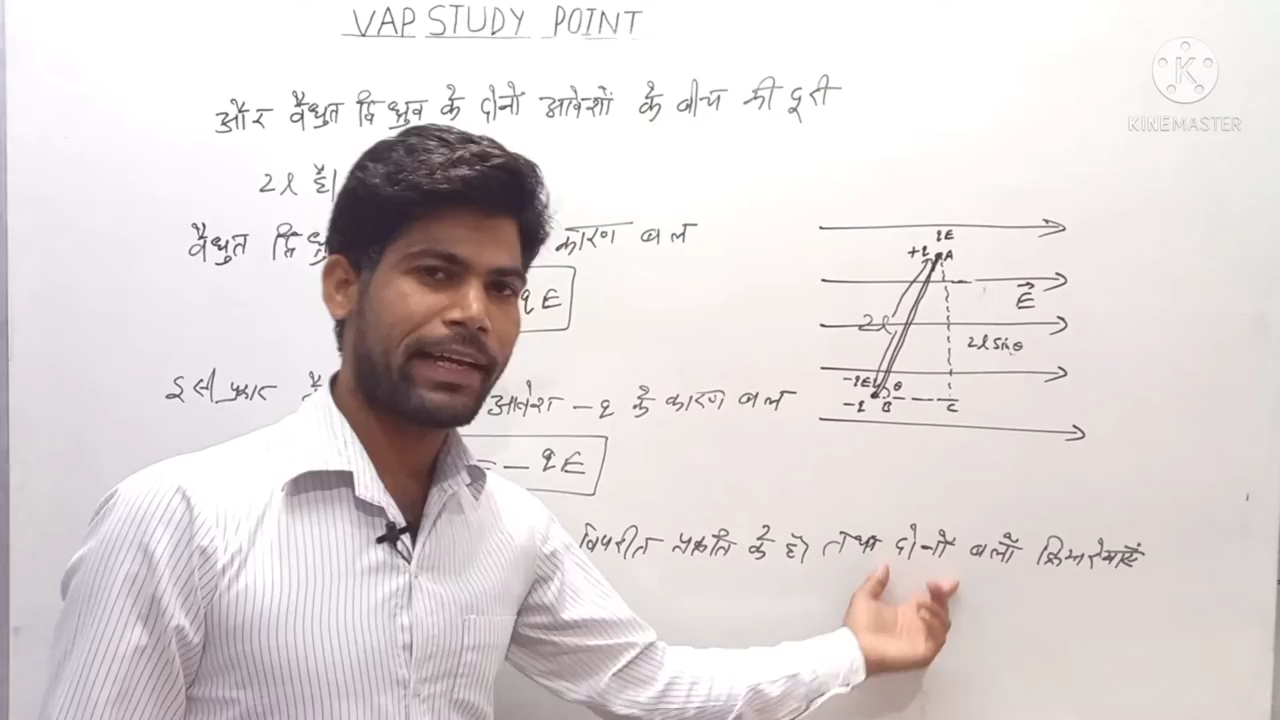 VAP STUDY POINT
KINEMASTER
और वैधुत द्वि ध्रुव के दोनो आवेशों के बीच की दूरी
2l है।
वैधुत कारण बल
qE
इसी प्रकार आवेश -q के कारण बल
= - qE
विपरीत प्रकृति के है। तथा दोनों बलों
qE
+q A
E
2l
2l sinθ
-qE θ
-q B C